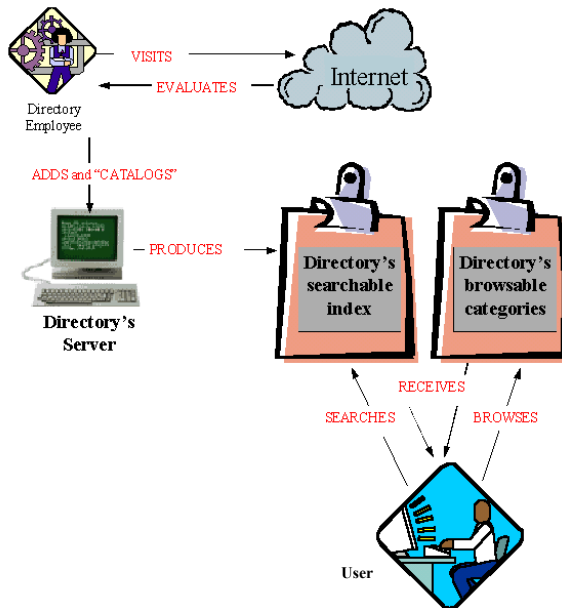 VISITS
Internet
EVALUATES
Directory
Employee
ADDS and “CATALOGS”
PRODUCES
Directory’s
searchable
index
Directory’s
browsable
categories
Directory’s
Server
RECEIVES
SEARCHES
BROWSES
User